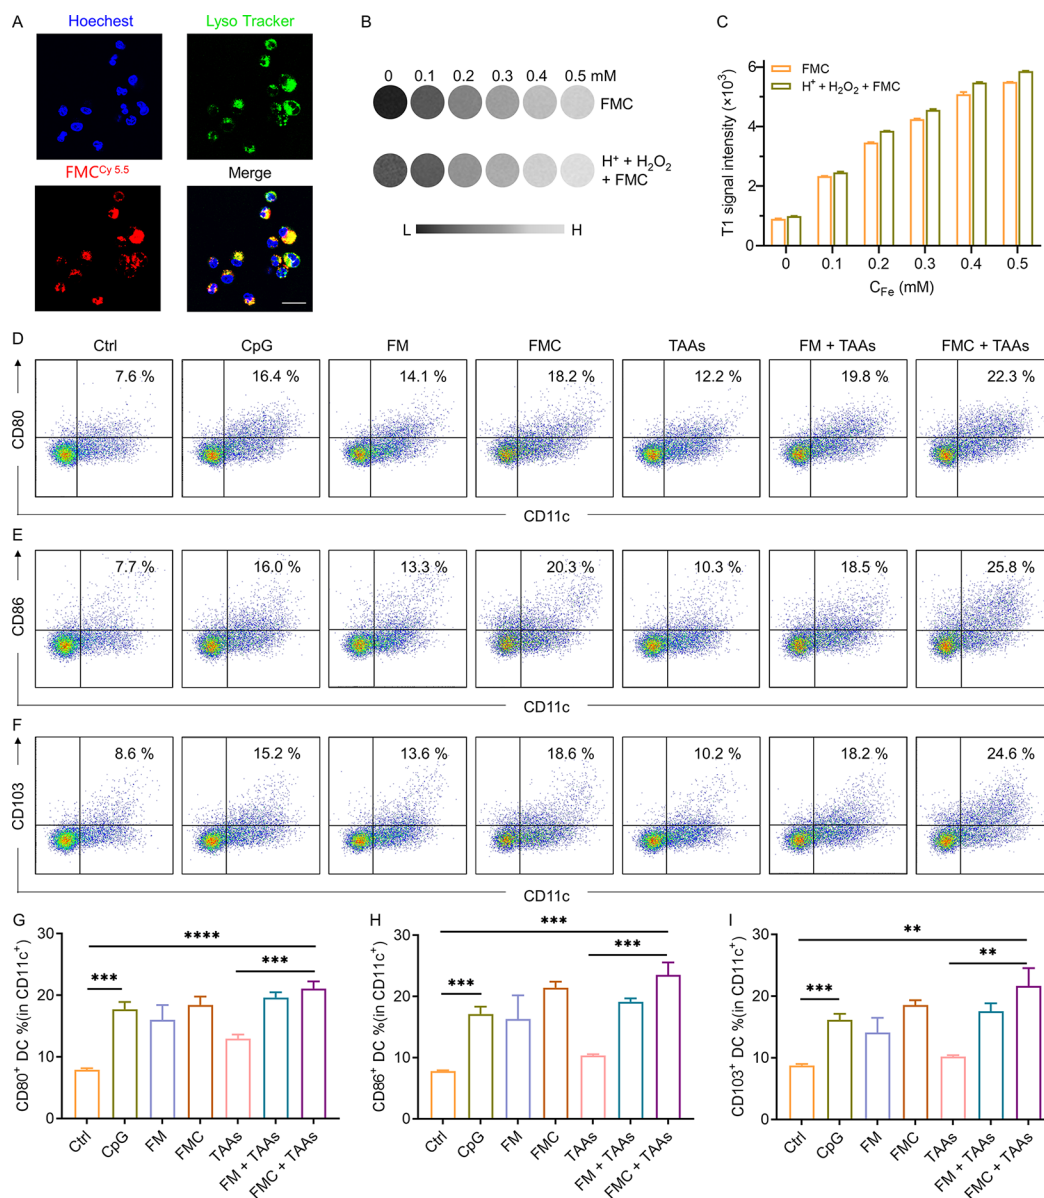 A
Hoechest
Lyso Tracker
FMC^Cy 5.5
Merge
B
0 0.1 0.2 0.3 0.4 0.5 mM
FMC
H⁺ + H₂O₂
+ FMC
L H
C
T1 signal intensity (×10³)
6
4
2
0
FMC
H⁺ + H₂O₂ + FMC
0 0.1 0.2 0.3 0.4 0.5
C_Fe (mM)
D
Ctrl CpG FM FMC TAAs FM + TAAs FMC + TAAs
CD80
7.6 % 16.4 % 14.1 % 18.2 % 12.2 % 19.8 % 22.3 %
CD11c
E
CD86
7.7 % 16.0 % 13.3 % 20.3 % 10.3 % 18.5 % 25.8 %
CD11c
F
CD103
8.6 % 15.2 % 13.6 % 18.6 % 10.2 % 18.2 % 24.6 %
CD11c
G
CD80⁺ DC %(in CD11c⁺)
30
20
10
0
****
***
***
Ctrl CpG FM FMC TAAs FM + TAAs FMC + TAAs
H
CD86⁺ DC %(in CD11c⁺)
30
20
10
0
***
***
***
Ctrl CpG FM FMC TAAs FM + TAAs FMC + TAAs
I
CD103⁺ DC %(in CD11c⁺)
30
20
10
0
**
**
***
Ctrl CpG FM FMC TAAs FM + TAAs FMC + TAAs